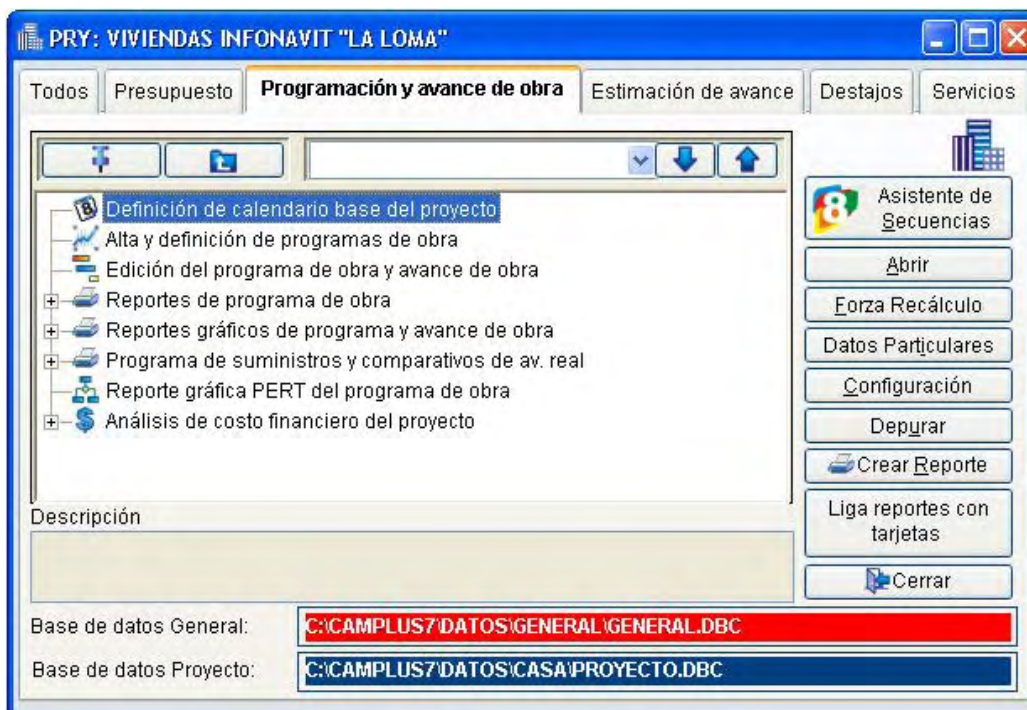 PRY: VIVIENDAS INFONAVIT "LA LOMA"
Todos
Presupuesto
Programación y avance de obra
Estimación de avance
Destajos
Servicios
Definición de calendario base del proyecto
Alta y definición de programas de obra
Edición del programa de obra y avance de obra
Reportes de programa de obra
Reportes gráficos de programa y avance de obra
Programa de suministros y comparativos de av. real
Reporte gráfica PERT del programa de obra
Análisis de costo financiero del proyecto
Asistente de
Secuencias
Abrir
Forza Recálculo
Datos Particulares
Configuración
Depurar
Crear Reporte
Liga reportes con
tarjetas
Cerrar
Descripción
Base de datos General:
C:\CAMPLUS7\DATOS\GENERAL\GENERAL.DBC
Base de datos Proyecto:
C:\CAMPLUS7\DATOS\CASA\PROYECTO.DBC